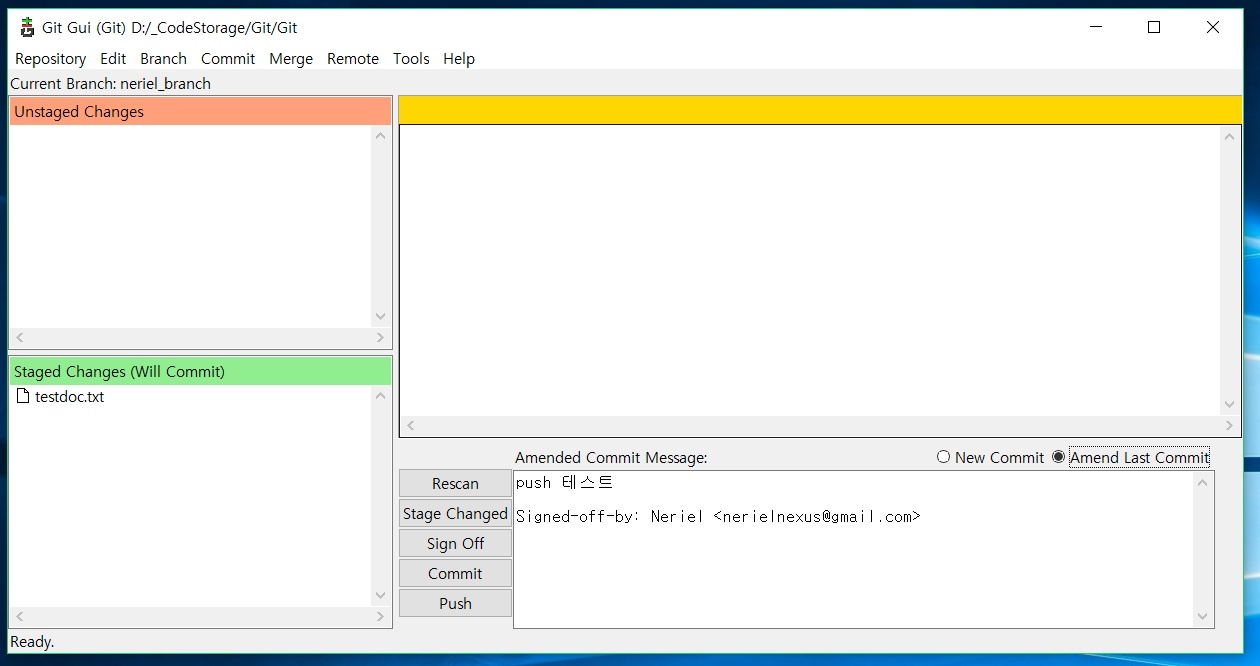 Git Gui (Git) D:/_CodeStorage/Git/Git
Repository Edit Branch Commit Merge Remote Tools Help
Current Branch: neriel_branch
Unstaged Changes
Staged Changes (Will Commit)
testdoc.txt
Amended Commit Message:
New Commit
Amend Last Commit
Rescan
Stage Changed
Sign Off
Commit
Push
push 테스트
Signed-off-by: Neriel <nerielnexus@gmail.com>
Ready.